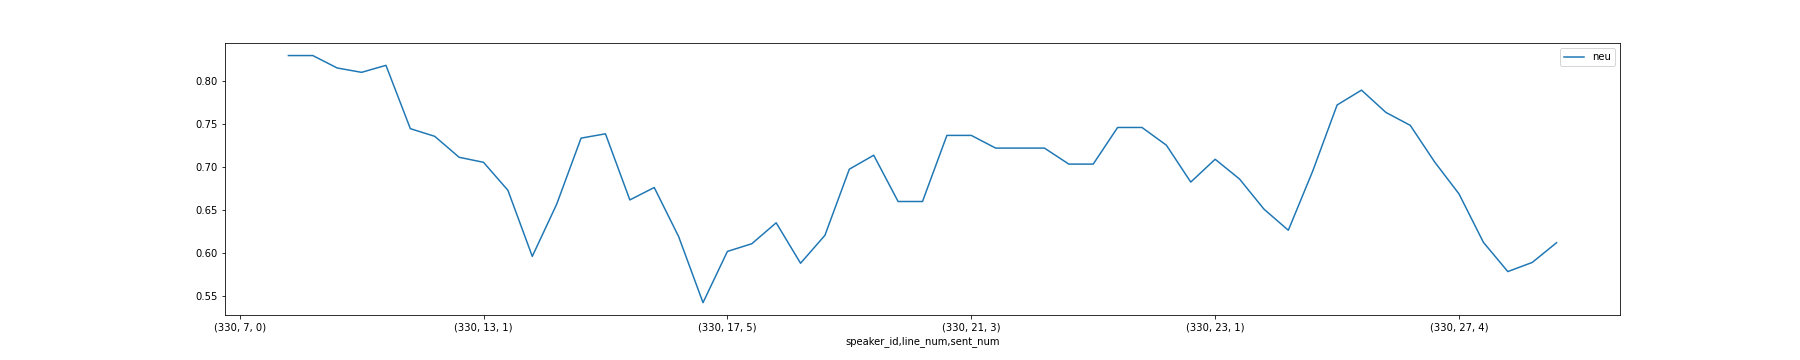 neu
0.80
0.75
0.70
0.65
0.60
0.55
(330, 7, 0) (330, 13, 1) (330, 17, 5) (330, 21, 3) (330, 23, 1) (330, 27, 4)
speaker_id,line_num,sent_num